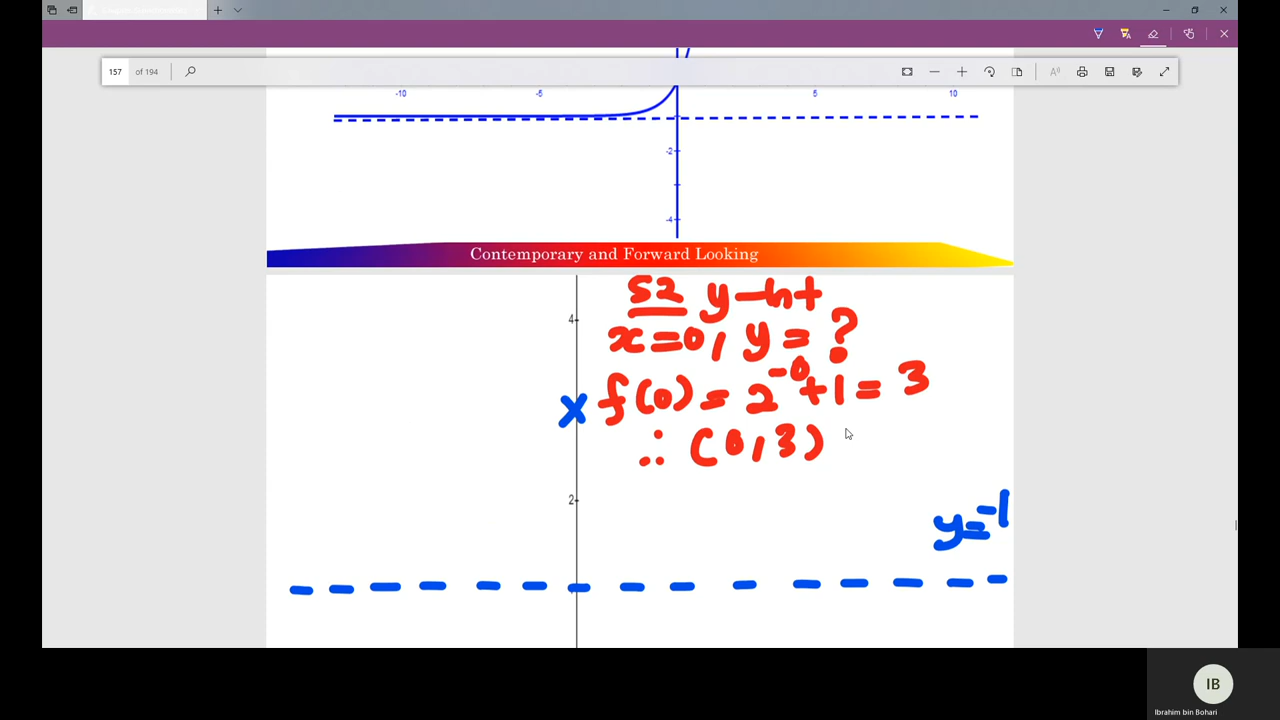 157 of 194
-10 -5 5 10
-2
-4
Contemporary and Forward Looking
S2 y-int
4
x=0, y=?
f(0) = 2^-0 + 1 = 3
∴ (0,3)
2
y=-1
IB
Ibrahim bin Bohari